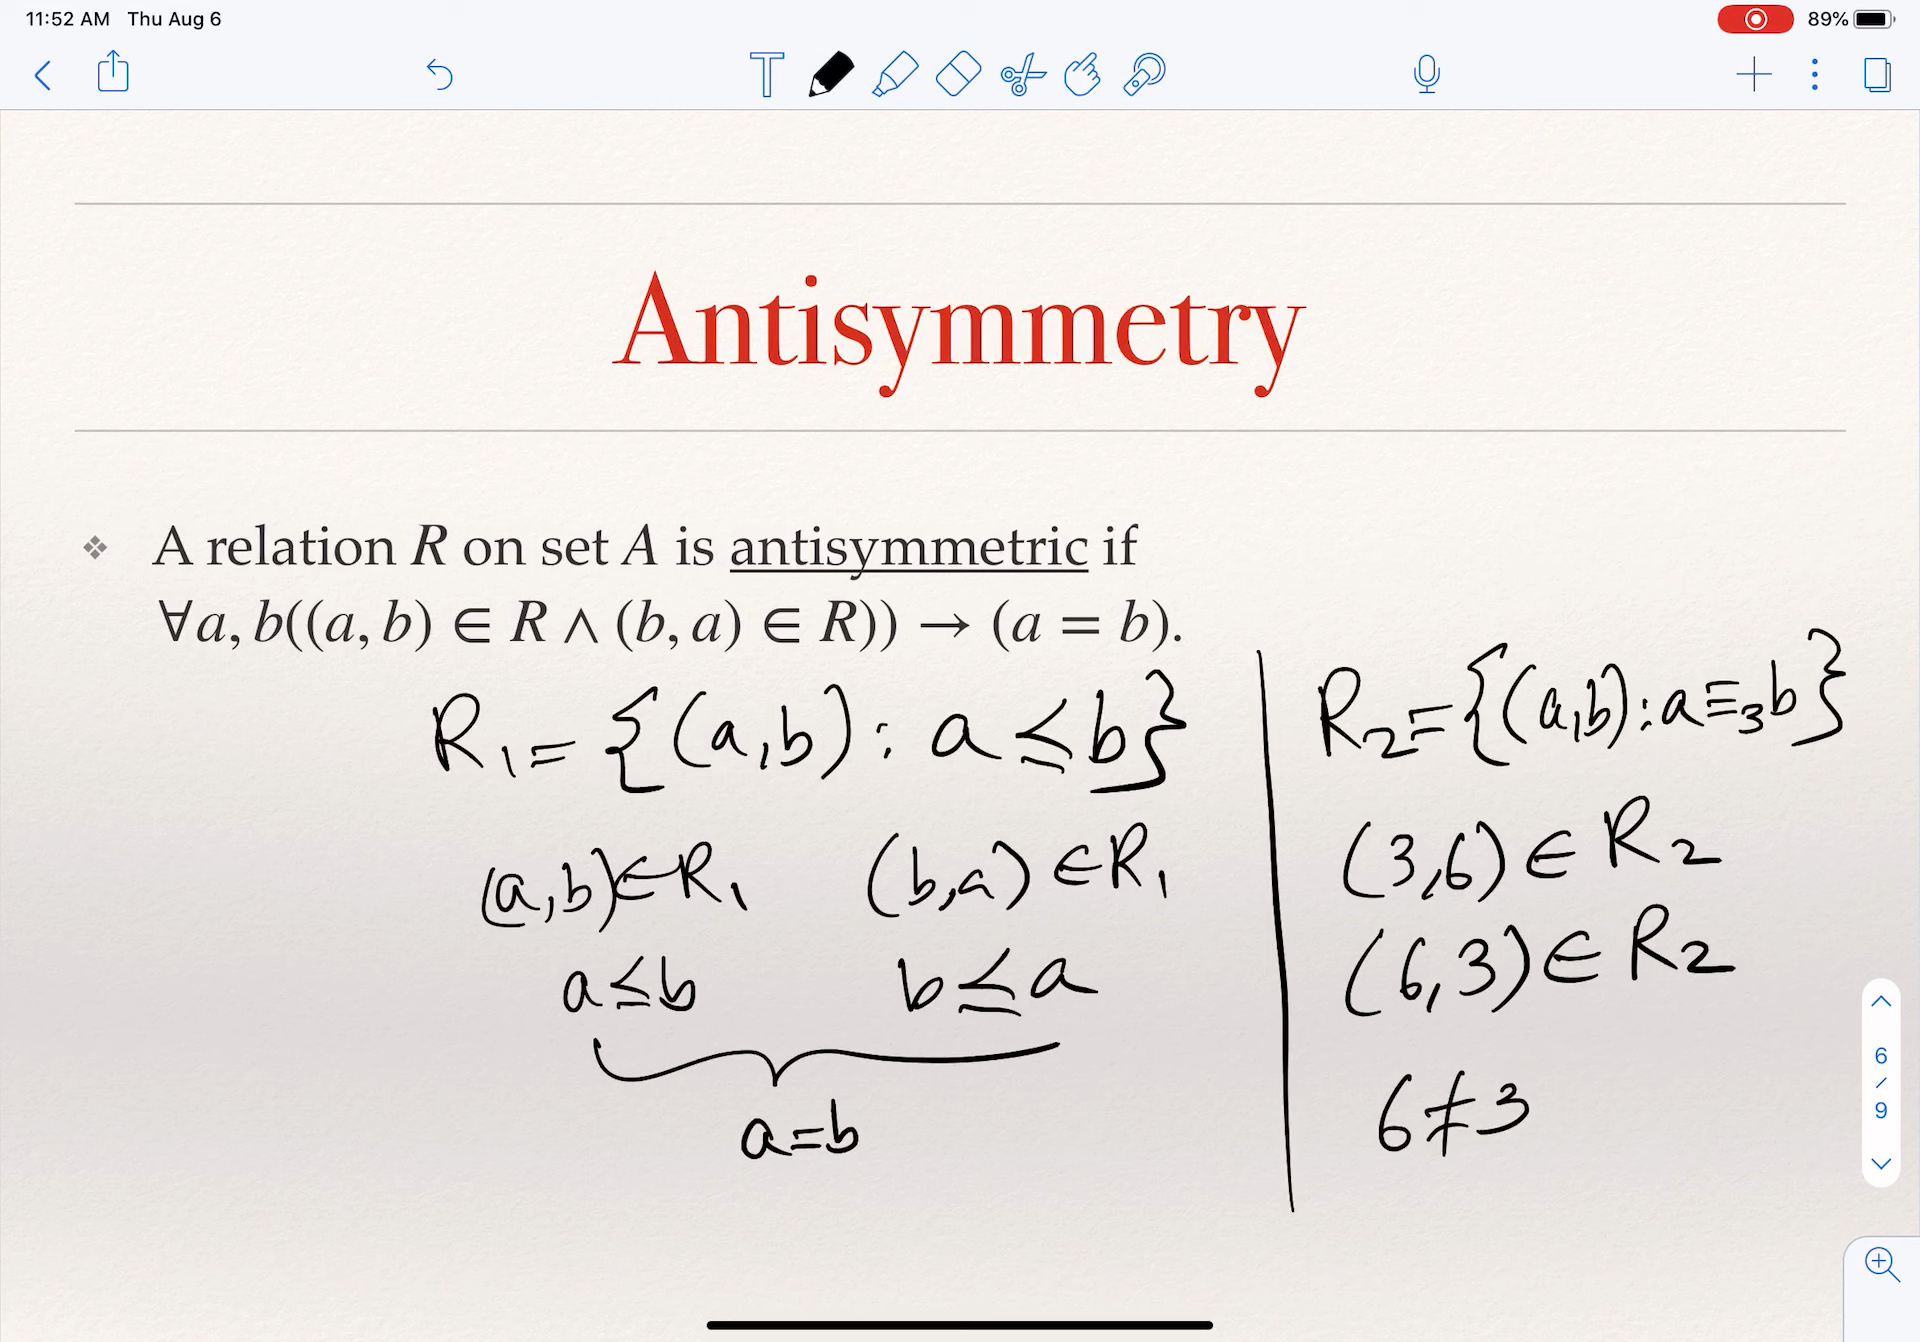 11:52 AM Thu Aug 6
89%
Antisymmetry
❖ A relation R on set A is antisymmetric if
∀a, b((a, b) ∈ R ∧ (b, a) ∈ R)) → (a = b).
R₁ = {(a,b) : a ≤ b}
(a,b) ∈ R₁ (b,a) ∈ R₁
a ≤ b b ≤ a
a = b
R₂ = {(a,b) : a ≡₃ b}
(3,6) ∈ R₂
(6,3) ∈ R₂
6 ≠ 3
6
/
9